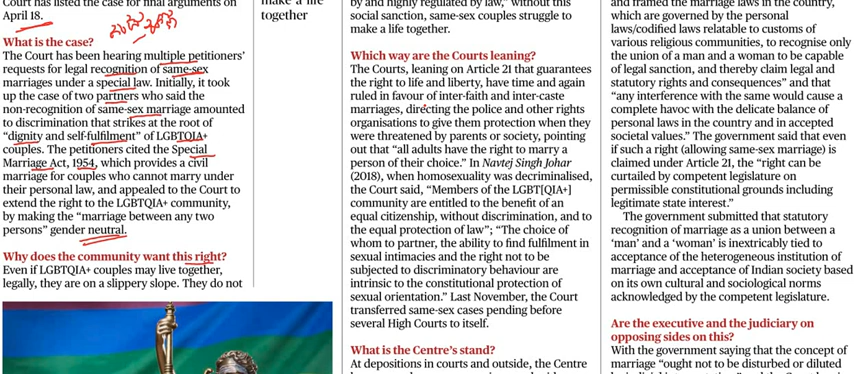 Court has listed the case for final arguments on
April 18.
What is the case?
The Court has been hearing multiple petitioners'
requests for legal recognition of same-sex
marriages under a special law. Initially, it took
up the case of two partners who said the
non-recognition of same-sex marriage amounted
to discrimination that strikes at the root of
“dignity and self-fulfilment” of LGBTQIA+
couples. The petitioners cited the Special
Marriage Act, 1954, which provides a civil
marriage for couples who cannot marry under
their personal law, and appealed to the Court to
extend the right to the LGBTQIA+ community,
by making the “marriage between any two
persons” gender neutral.
Why does the community want this right?
Even if LGBTQIA+ couples may live together,
legally, they are on a slippery slope. They do not
make a life
together
by and highly regulated by law,” without this
social sanction, same-sex couples struggle to
make a life together.
Which way are the Courts leaning?
The Courts, leaning on Article 21 that guarantees
the right to life and liberty, have time and again
ruled in favour of inter-faith and inter-caste
marriages, directing the police and other rights
organisations to give them protection when they
were threatened by parents or society, pointing
out that “all adults have the right to marry a
person of their choice.” In Navtej Singh Johar
(2018), when homosexuality was decriminalised,
the Court said, “Members of the LGBT[QIA+]
community are entitled to the benefit of an
equal citizenship, without discrimination, and to
the equal protection of law”; “The choice of
whom to partner, the ability to find fulfilment in
sexual intimacies and the right not to be
subjected to discriminatory behaviour are
intrinsic to the constitutional protection of
sexual orientation.” Last November, the Court
transferred same-sex cases pending before
several High Courts to itself.
What is the Centre's stand?
At depositions in courts and outside, the Centre
and framed the marriage laws in the country,
which are governed by the personal
laws/codified laws relatable to customs of
various religious communities, to recognise only
the union of a man and a woman to be capable
of legal sanction, and thereby claim legal and
statutory rights and consequences” and that
“any interference with the same would cause a
complete havoc with the delicate balance of
personal laws in the country and in accepted
societal values.” The government said that even
if such a right (allowing same-sex marriage) is
claimed under Article 21, the “right can be
curtailed by competent legislature on
permissible constitutional grounds including
legitimate state interest.”
The government submitted that statutory
recognition of marriage as a union between a
‘man’ and a ‘woman’ is inextricably tied to
acceptance of the heterogeneous institution of
marriage and acceptance of Indian society based
on its own cultural and sociological norms
acknowledged by the competent legislature.
Are the executive and the judiciary on
opposing sides on this?
With the government saying that the concept of
marriage “ought not to be disturbed or diluted